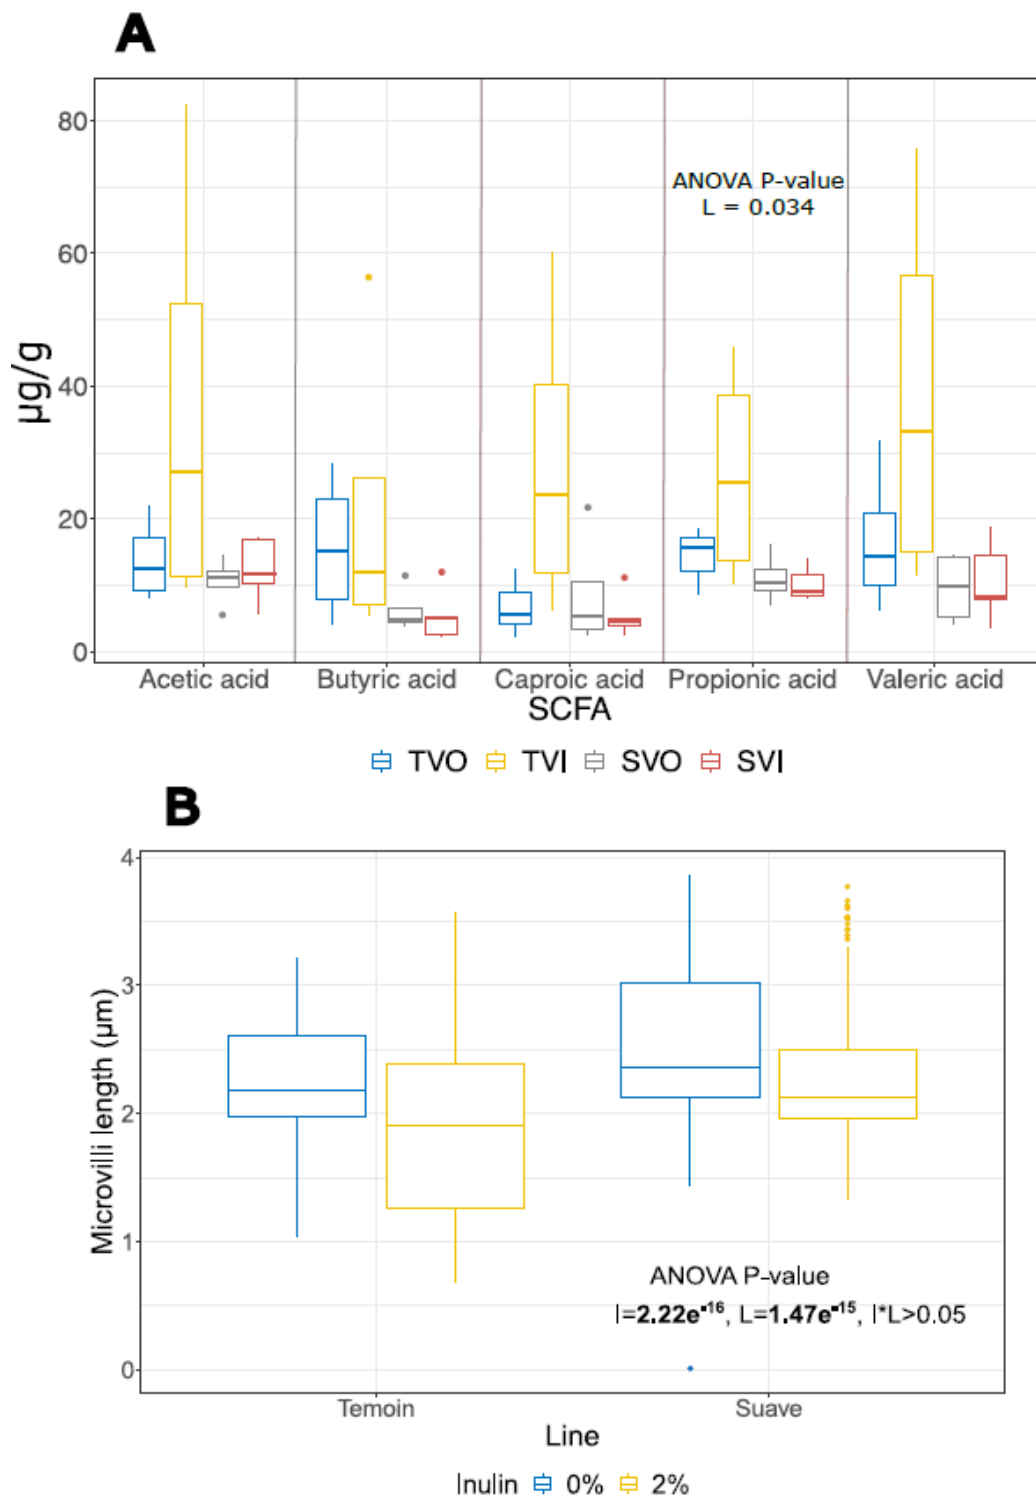 A
µg/g
80
60
40
20
0
ANOVA P-value
L = 0.034
Acetic acid Butyric acid Caproic acid Propionic acid Valeric acid
SCFA
TVO TVI SVO SVI
B
Microvilli length (µm)
4
3
2
1
0
ANOVA P-value
I=2.22e-16, L=1.47e-15, I*L>0.05
Temoin Suave
Line
Inulin 0% 2%